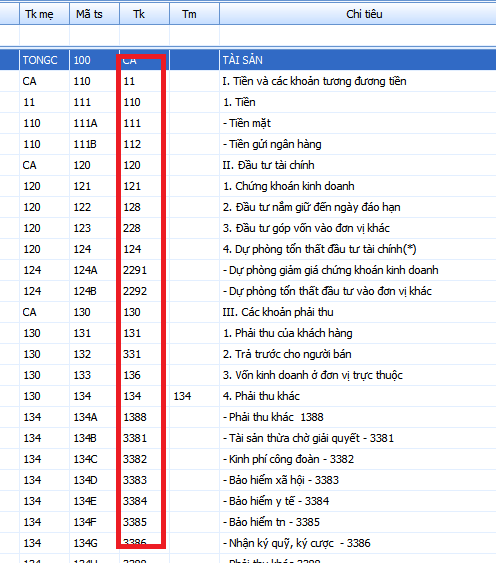 Tk mẹ Mã ts Tk Tm Chỉ tiêu
TONGC 100 CA TÀI SẢN
CA 110 11 I. Tiền và các khoản tương đương tiền
11 111 110 1. Tiền
110 111A 111 - Tiền mặt
110 111B 112 - Tiền gửi ngân hàng
CA 120 120 II. Đầu tư tài chính
120 121 121 1. Chứng khoán kinh doanh
120 122 128 2. Đầu tư nắm giữ đến ngày đáo hạn
120 123 228 3. Đầu tư góp vốn vào đơn vị khác
120 124 124 4. Dự phòng tổn thất đầu tư tài chính(*)
124 124A 2291 - Dự phòng giảm giá chứng khoán kinh doanh
124 124B 2292 - Dự phòng tổn thất đầu tư vào đơn vị khác
CA 130 130 III. Các khoản phải thu
130 131 131 1. Phải thu của khách hàng
130 132 331 2. Trả trước cho người bán
130 133 136 3. Vốn kinh doanh ở đơn vị trực thuộc
130 134 134 134 4. Phải thu khác
134 134A 1388 - Phải thu khác 1388
134 134B 3381 - Tài sản thừa chờ giải quyết - 3381
134 134C 3382 - Kinh phí công đoàn - 3382
134 134D 3383 - Bảo hiểm xã hội - 3383
134 134E 3384 - Bảo hiểm y tế - 3384
134 134F 3385 - Bảo hiểm tn - 3385
134 134G 3386 - Nhận ký quỹ, ký cược - 3386